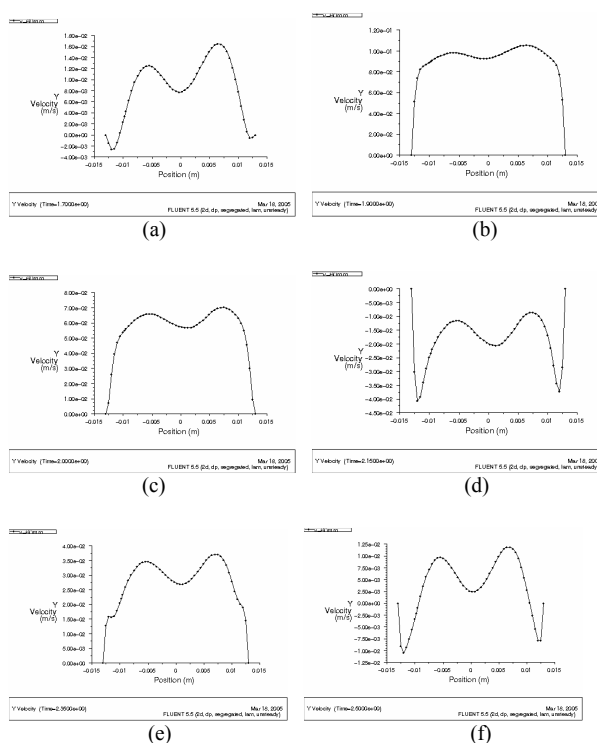 1.80e-02
1.60e-02
1.40e-02
1.20e-02
1.00e-02
8.00e-03
6.00e-03
4.00e-03
2.00e-03
0.00e+00
-2.00e-03
-4.00e-03
Y
Velocity
(m/s)
-0.015 -0.01 -0.005 0 0.005 0.01 0.015
Position (m)
Y Velocity (Time=1.7000e+00) Mar 18, 2005
FLUENT 5.5 (2d, dp, segregated, lam, unsteady)
(a)
1.20e-01
1.00e-01
8.00e-02
6.00e-02
4.00e-02
2.00e-02
0.00e+00
Y
Velocity
(m/s)
-0.015 -0.01 -0.005 0 0.005 0.01 0.015
Position (m)
Y Velocity (Time=1.9000e+00) Mar 18, 200
FLUENT 5.5 (2d, dp, segregated, lam, unsteady)
(b)
8.00e-02
7.00e-02
6.00e-02
5.00e-02
4.00e-02
3.00e-02
2.00e-02
1.00e-02
0.00e+00
Y
Velocity
(m/s)
-0.015 -0.01 -0.005 0 0.005 0.01 0.015
Position (m)
Y Velocity (Time=2.0000e+00) Mar 18, 2005
FLUENT 5.5 (2d, dp, segregated, lam, unsteady)
(c)
0.00e+00
-5.00e-03
-1.00e-02
-1.50e-02
-2.00e-02
-2.50e-02
-3.00e-02
-3.50e-02
-4.00e-02
-4.50e-02
Y
Velocity
(m/s)
-0.015 -0.01 -0.005 0 0.005 0.01 0.015
Position (m)
Y Velocity (Time=2.1500e+00) Mar 18, 200
FLUENT 5.5 (2d, dp, segregated, lam, unsteady)
(d)
4.00e-02
3.50e-02
3.00e-02
2.50e-02
2.00e-02
1.50e-02
1.00e-02
5.00e-03
0.00e+00
Y
Velocity
(m/s)
-0.015 -0.01 -0.005 0 0.005 0.01 0.015
Position (m)
Y Velocity (Time=2.3500e+00) Mar 18, 2005
FLUENT 5.5 (2d, dp, segregated, lam, unsteady)
(e)
1.25e-02
1.00e-02
7.50e-03
5.00e-03
2.50e-03
0.00e+00
-2.50e-03
-5.00e-03
-7.50e-03
-1.00e-02
-1.25e-02
Y
Velocity
(m/s)
-0.015 -0.01 -0.005 0 0.005 0.01 0.015
Position (m)
Y Velocity (Time=2.5000e+00) Mar 18, 200
FLUENT 5.5 (2d, dp, segregated, lam, unsteady)
(f)